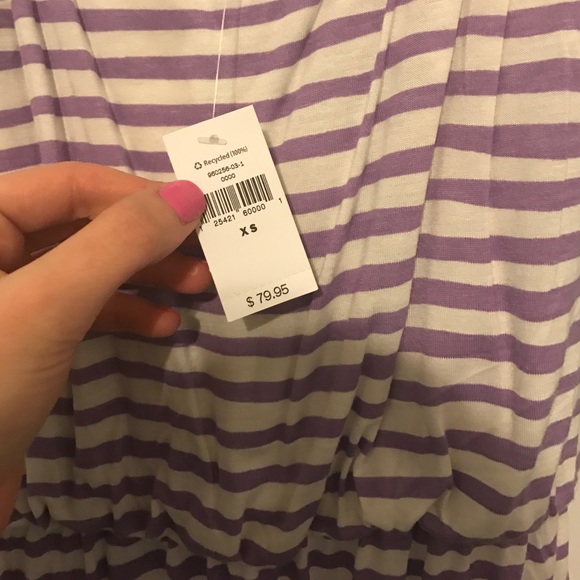 Recycled (100%)
960256-03-1
0000
25421 60000 1
XS
$ 79.95